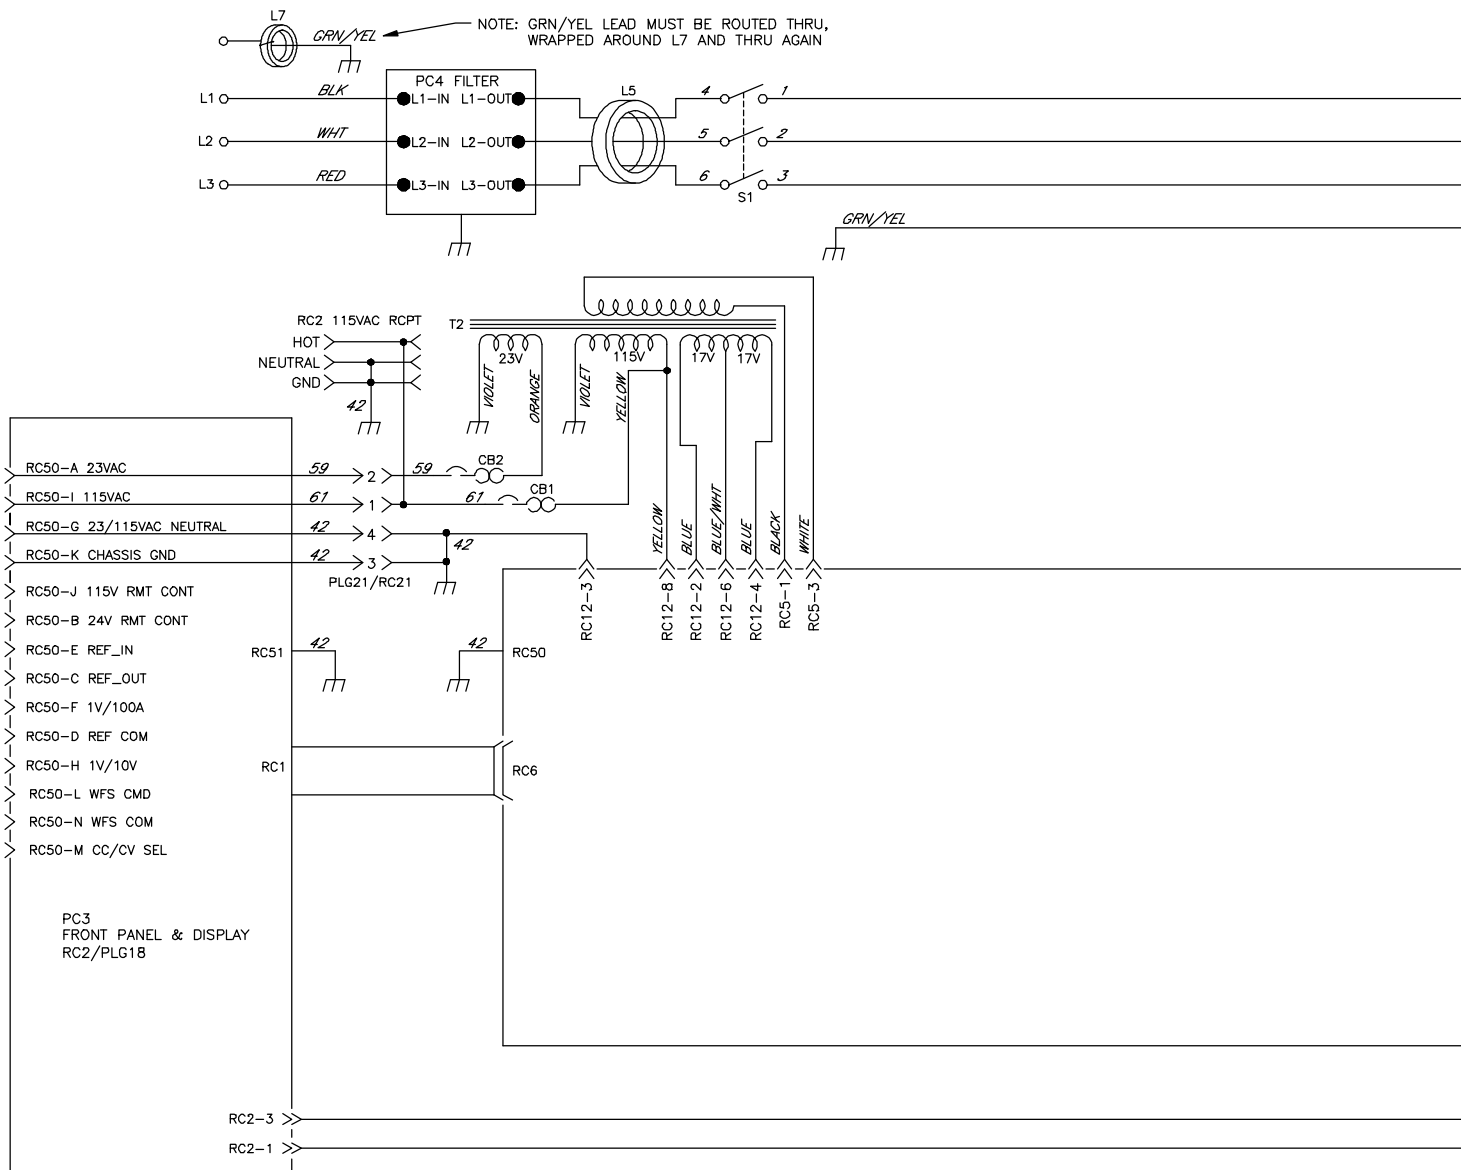 L7
GRN/YEL
NOTE: GRN/YEL LEAD MUST BE ROUTED THRU,
WRAPPED AROUND L7 AND THRU AGAIN
PC4 FILTER
L1 BLK L1-IN L1-OUT L5 4 1
L2 WHT L2-IN L2-OUT 5 2
L3 RED L3-IN L3-OUT 6 3
S1
GRN/YEL
RC2 115VAC RCPT
T2
HOT
NEUTRAL
GND
42
23V 115V 17V 17V
VIOLET ORANGE VIOLET YELLOW
RC50-A 23VAC 59 2 59 CB2
RC50-I 115VAC 61 1 61 CB1
RC50-G 23/115VAC NEUTRAL 42 4
42
RC50-K CHASSIS GND 42 3
PLG21/RC21
YELLOW BLUE BLUE/WHT BLUE BLACK WHITE
RC12-3 RC12-8 RC12-2 RC12-6 RC12-4 RC5-1 RC5-3
RC50-J 115V RMT CONT
RC50-B 24V RMT CONT
RC50-E REF_IN
RC51 42 42 RC50
RC50-C REF_OUT
RC50-F 1V/100A
RC50-D REF COM
RC50-H 1V/10V
RC1 RC6
RC50-L WFS CMD
RC50-N WFS COM
RC50-M CC/CV SEL
PC3
FRONT PANEL & DISPLAY
RC2/PLG18
RC2-3
RC2-1